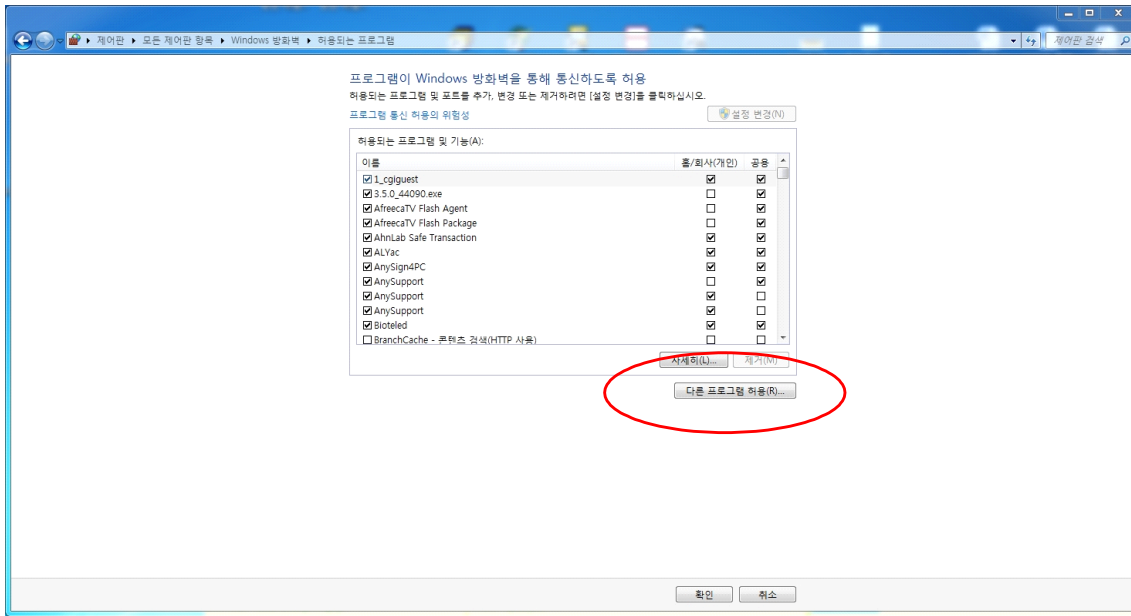 제어판 ▸ 모든 제어판 항목 ▸ Windows 방화벽 ▸ 허용되는 프로그램
제어판 검색
프로그램이 Windows 방화벽을 통해 통신하도록 허용
허용되는 프로그램 및 포트를 추가, 변경 또는 제거하려면 [설정 변경]을 클릭하십시오.
프로그램 통신 허용의 위험성 설정 변경(N)
허용되는 프로그램 및 기능(A):
이름 홈/회사(개인) 공용
1_cgiguest
3.5.0_44090.exe
AfreecaTV Flash Agent
AfreecaTV Flash Package
AhnLab Safe Transaction
ALYac
AnySign4PC
AnySupport
AnySupport
AnySupport
Bioteled
BranchCache - 콘텐츠 검색(HTTP 사용)
자세히(L)... 제거(M)
다른 프로그램 허용(R)...
확인 취소